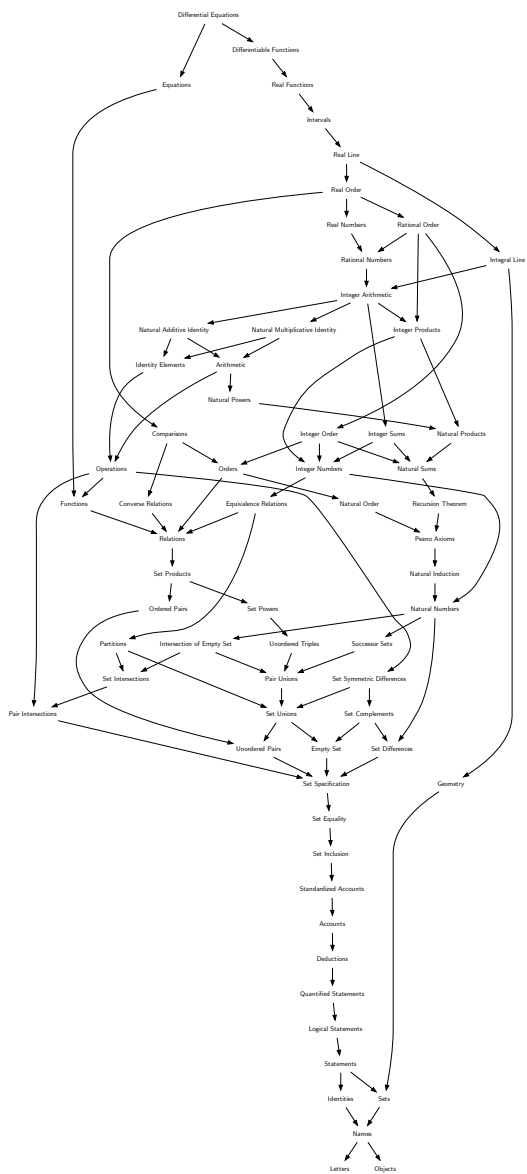 Differential Equations
Differentiable Functions
Equations
Real Functions
Intervals
Real Line
Real Order
Real Numbers
Rational Order
Rational Numbers
Integral Line
Integer Arithmetic
Natural Additive Identity
Natural Multiplicative Identity
Integer Products
Identity Elements
Arithmetic
Natural Powers
Comparisons
Integer Order
Integer Sums
Natural Products
Operations
Orders
Integer Numbers
Natural Sums
Functions
Converse Relations
Equivalence Relations
Natural Order
Recursion Theorem
Relations
Peano Axioms
Set Products
Natural Induction
Ordered Pairs
Set Powers
Natural Numbers
Partitions
Intersection of Empty Set
Unordered Triples
Successor Sets
Set Intersections
Pair Unions
Set Symmetric Differences
Pair Intersections
Set Unions
Set Complements
Unordered Pairs
Empty Set
Set Differences
Set Specification
Geometry
Set Equality
Set Inclusion
Standardized Accounts
Accounts
Deductions
Quantified Statements
Logical Statements
Statements
Identities
Sets
Names
Letters
Objects